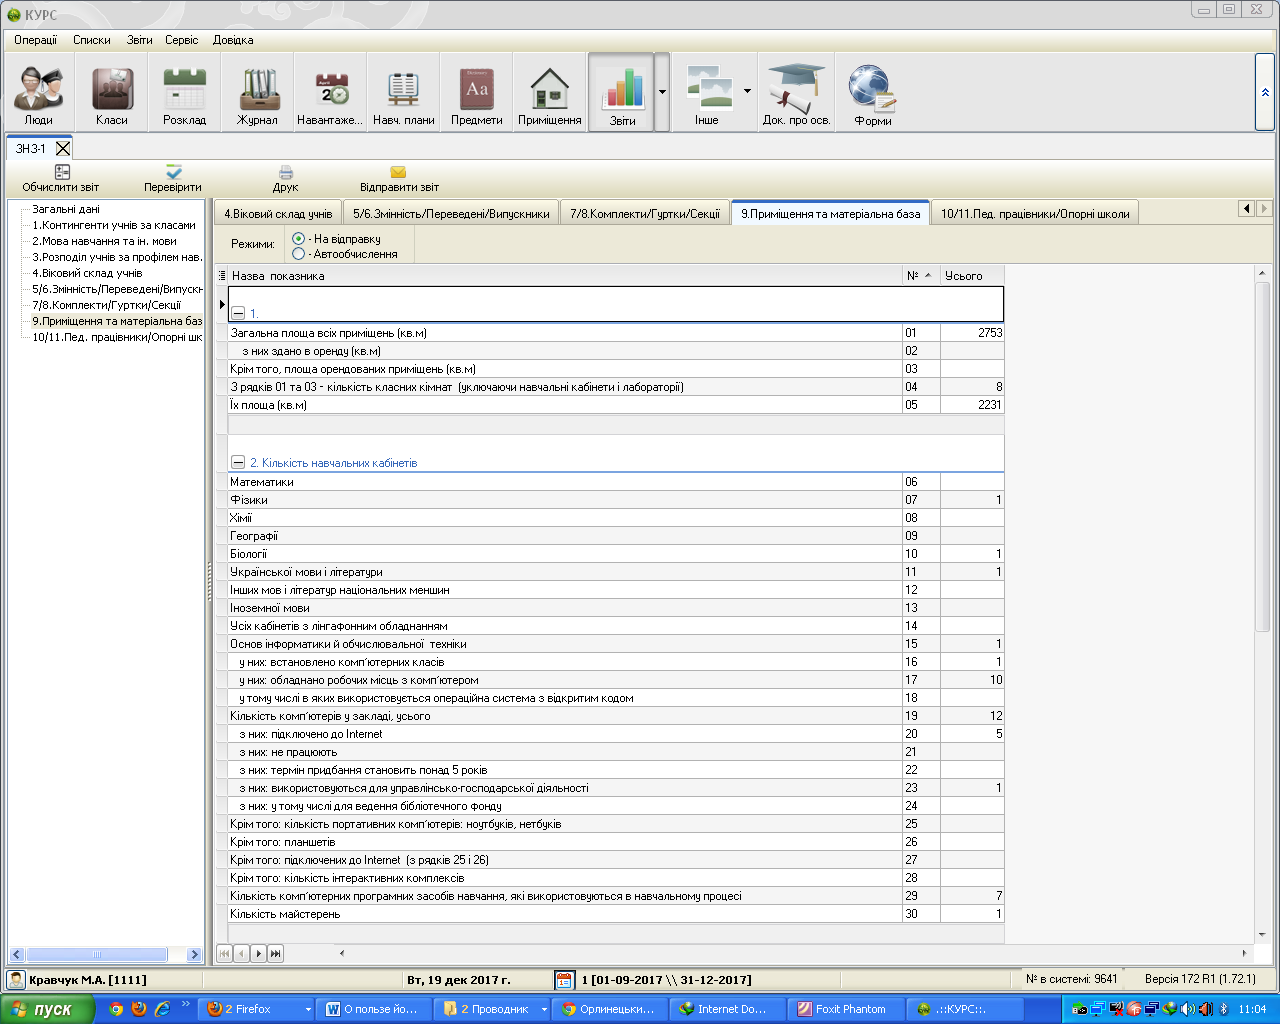 КУРС
Операції Списки Звіти Сервіс Довідка
Люди Класи Розклад Журнал Навантаже... Навч. плани Предмети Приміщення Звіти Інше Док. про осв. Форми
ЗНЗ-1
Обчислити звіт Перевірити Друк Відправити звіт
Загальні дані
1.Контингенти учнів за класами
2.Мова навчання та ін. мови
3.Розподіл учнів за профілем нав.
4.Віковий склад учнів
5/6.Змінність/Переведені/Випускн
7/8.Комплекти/Гуртки/Секції
9.Приміщення та матеріальна баз
10/11.Пед. працівники/Опорні шк
4.Віковий склад учнів 5/6.Змінність/Переведені/Випускники 7/8.Комплекти/Гуртки/Секції 9.Приміщення та матеріальна база 10/11.Пед. працівники/Опорні школи
Режими:
- На відправку
- Автообчислення
Назва показника № Усього
1.
Загальна площа всіх приміщень (кв.м) 01 2753
з них здано в оренду (кв.м) 02
Крім того, площа орендованих приміщень (кв.м) 03
З рядків 01 та 03 - кількість класних кімнат (уключаючи навчальні кабінети і лабораторії) 04 8
Їх площа (кв.м) 05 2231
2. Кількість навчальних кабінетів
Математики 06
Фізики 07 1
Хімії 08
Географії 09
Біології 10 1
Української мови і літератури 11 1
Інших мов і літератур національних меншин 12
Іноземної мови 13
Усіх кабінетів з лінгафонним обладнанням 14
Основ інформатики й обчислювальної техніки 15 1
у них: встановлено комп'ютерних класів 16 1
у них: обладнано робочих місць з комп'ютером 17 10
у тому числі в яких використовується операційна система з відкритим кодом 18
Кількість комп'ютерів у закладі, усього 19 12
з них: підключено до Internet 20 5
з них: не працюють 21
з них: термін придбання становить понад 5 років 22
з них: використовуються для управлінсько-господарської діяльності 23 1
з них: у тому числі для ведення бібліотечного фонду 24
Крім того: кількість портативних комп'ютерів: ноутбуків, нетбуків 25
Крім того: планшетів 26
Крім того: підключених до Internet (з рядків 25 і 26) 27
Крім того: кількість інтерактивних комплексів 28
Кількість комп'ютерних програмних засобів навчання, які використовуються в навчальному процесі 29 7
Кількість майстерень 30 1
Кравчук М.А. [1111] Вт, 19 дек 2017 г. 1 [01-09-2017 \\ 31-12-2017] № в системі: 9641 Версія 172 R1 (1.72.1)
пуск 2 Firefox О пользе йо... 2 Проводник Орлинецьки... Internet Do... Foxit Phantom .::КУРС::. 11:04